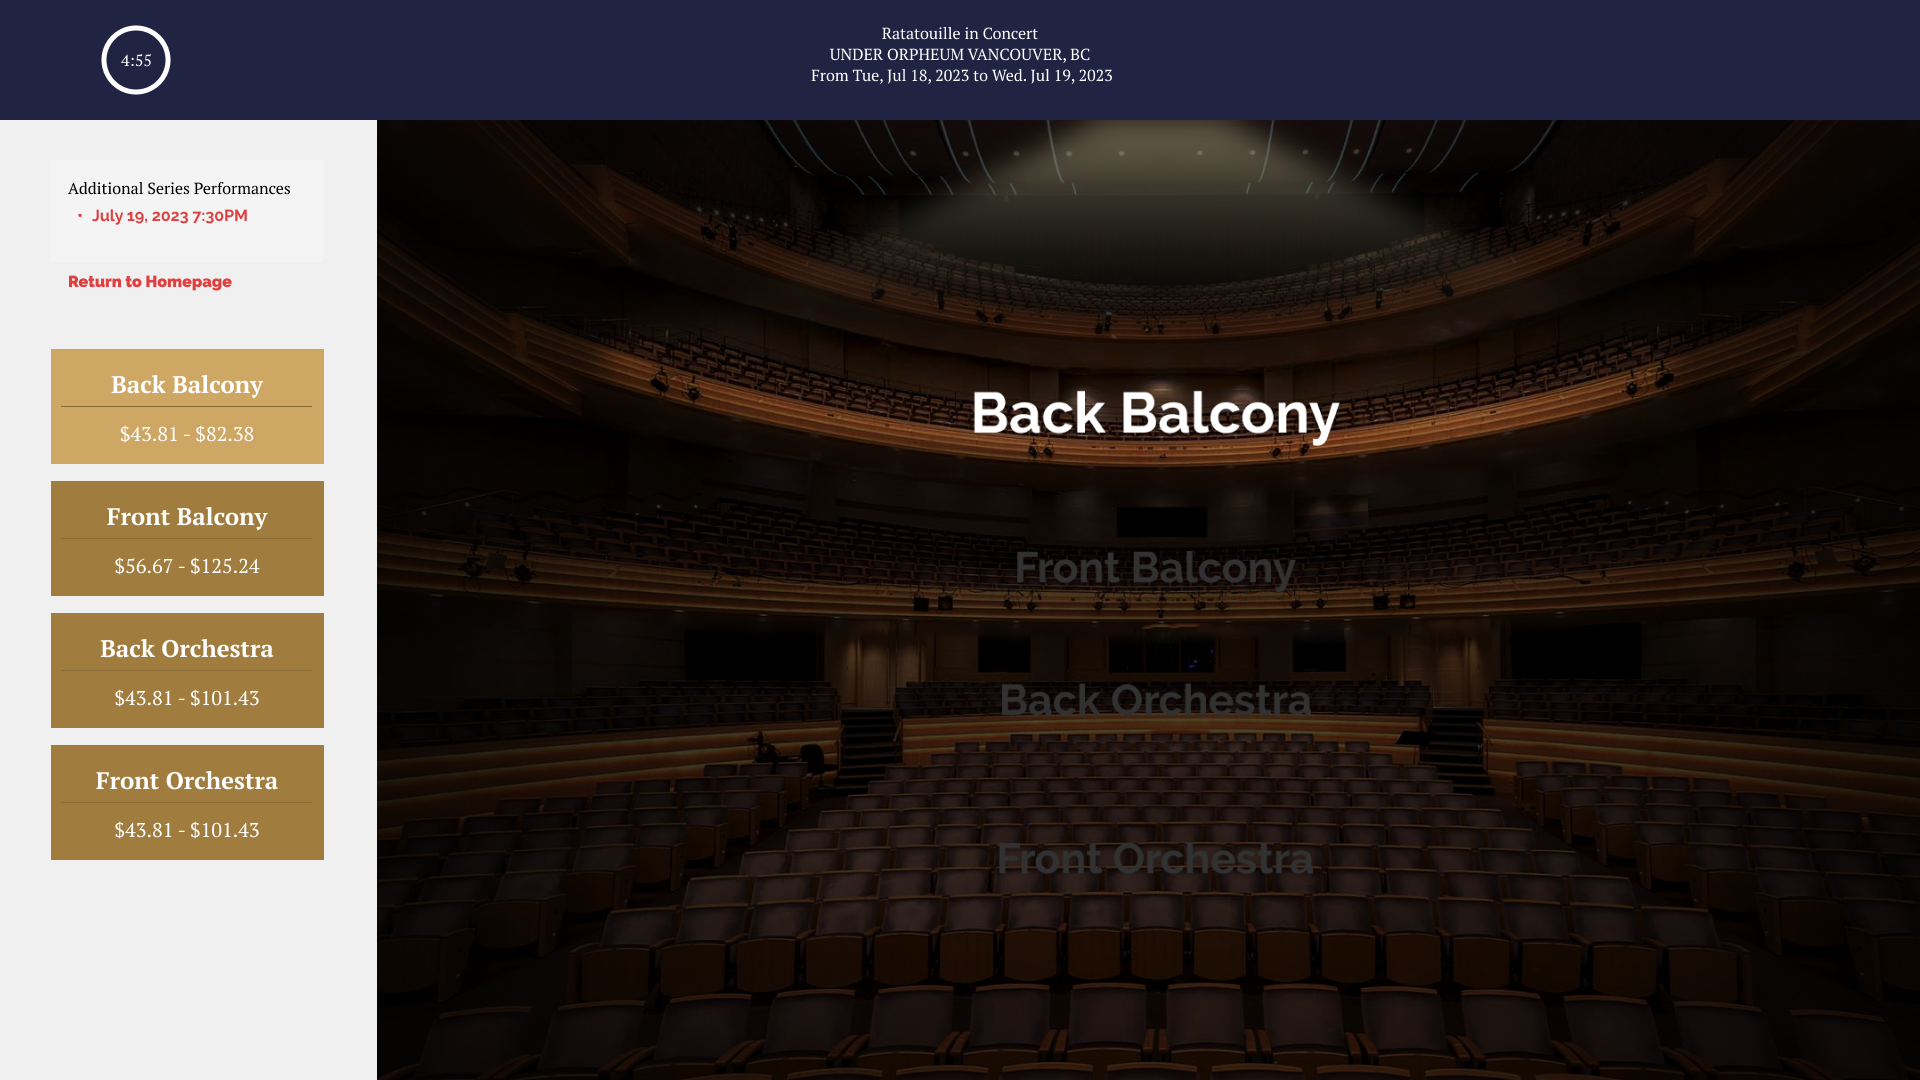 4:55
Ratatouille in Concert
UNDER ORPHEUM VANCOUVER, BC
From Tue, Jul 18, 2023 to Wed. Jul 19, 2023
Additional Series Performances
• July 19, 2023 7:30PM
Return to Homepage
Back Balcony
$43.81 - $82.38
Front Balcony
$56.67 - $125.24
Back Orchestra
$43.81 - $101.43
Front Orchestra
$43.81 - $101.43
Back Balcony
Front Balcony
Back Orchestra
Front Orchestra